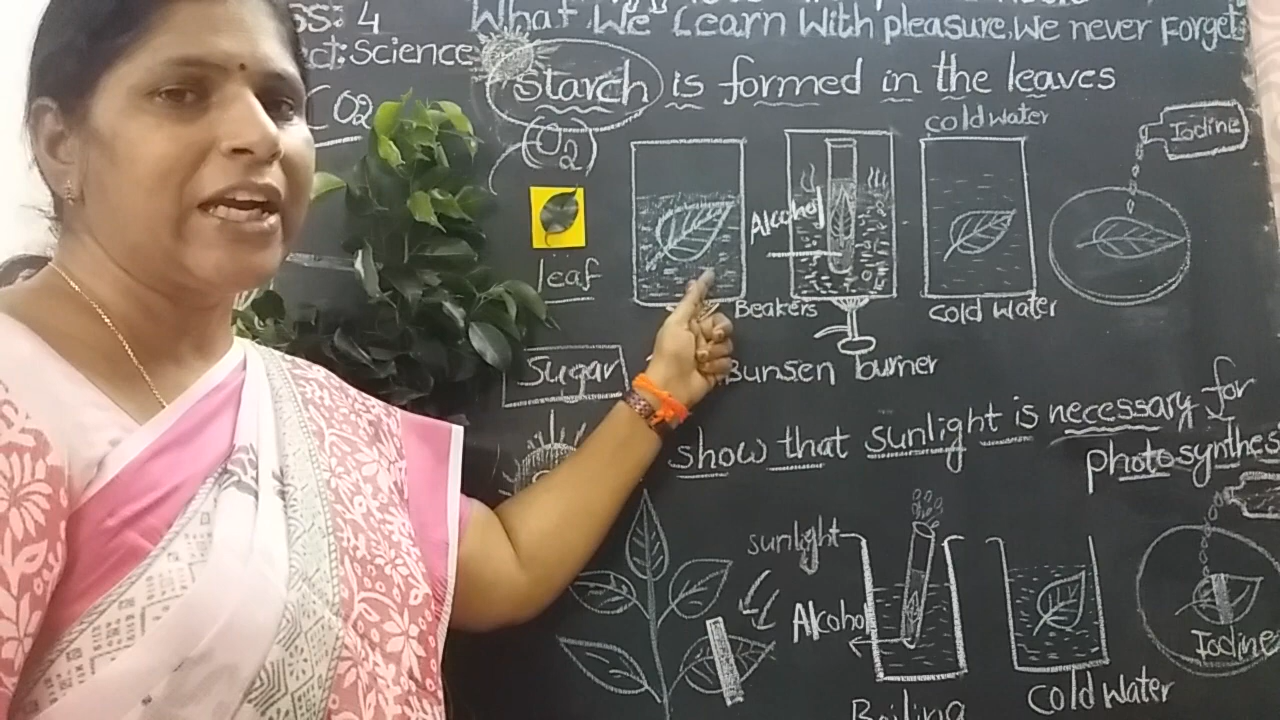 SS: 4
What We Learn With pleasure. We never Forget
ct: Science
Starch is formed in the leaves
CO2
(O2)
cold water
Iodine
Alcohol
leaf
Beakers
cold water
Sugar
Bunsen burner
show that sunlight is necessary for
photosynthes
sunlight
Alcohol
Iodine
Boiling
cold water